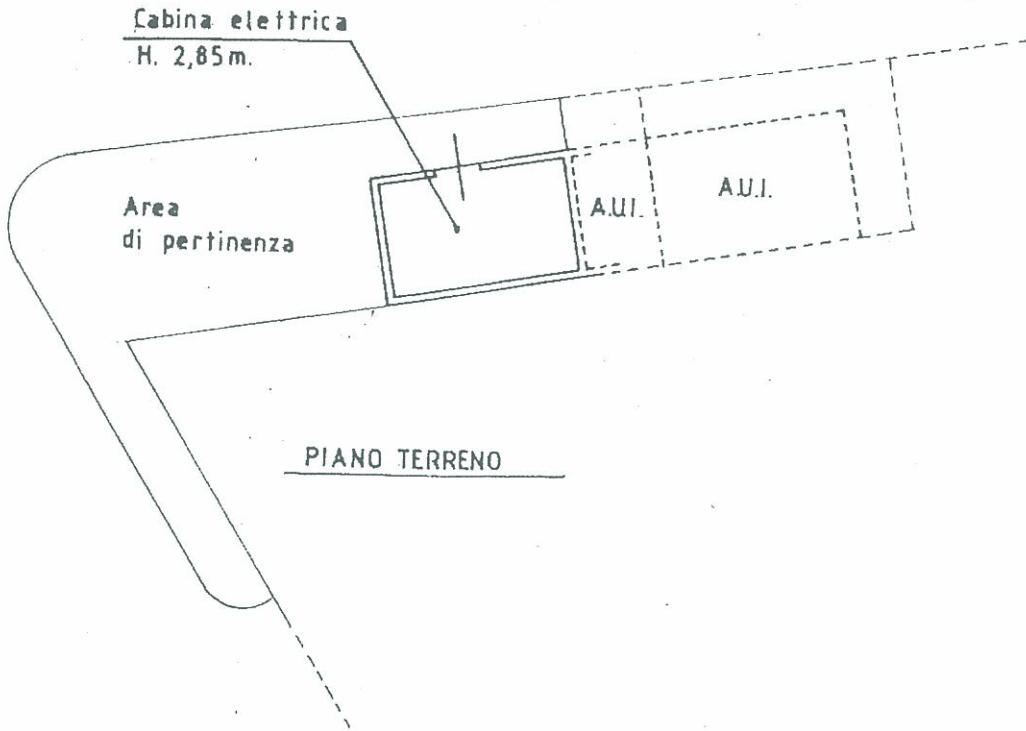 Cabina elettrica
H. 2,85m.
Area
di pertinenza
A.U.I.
A.U.I.
PIANO TERRENO